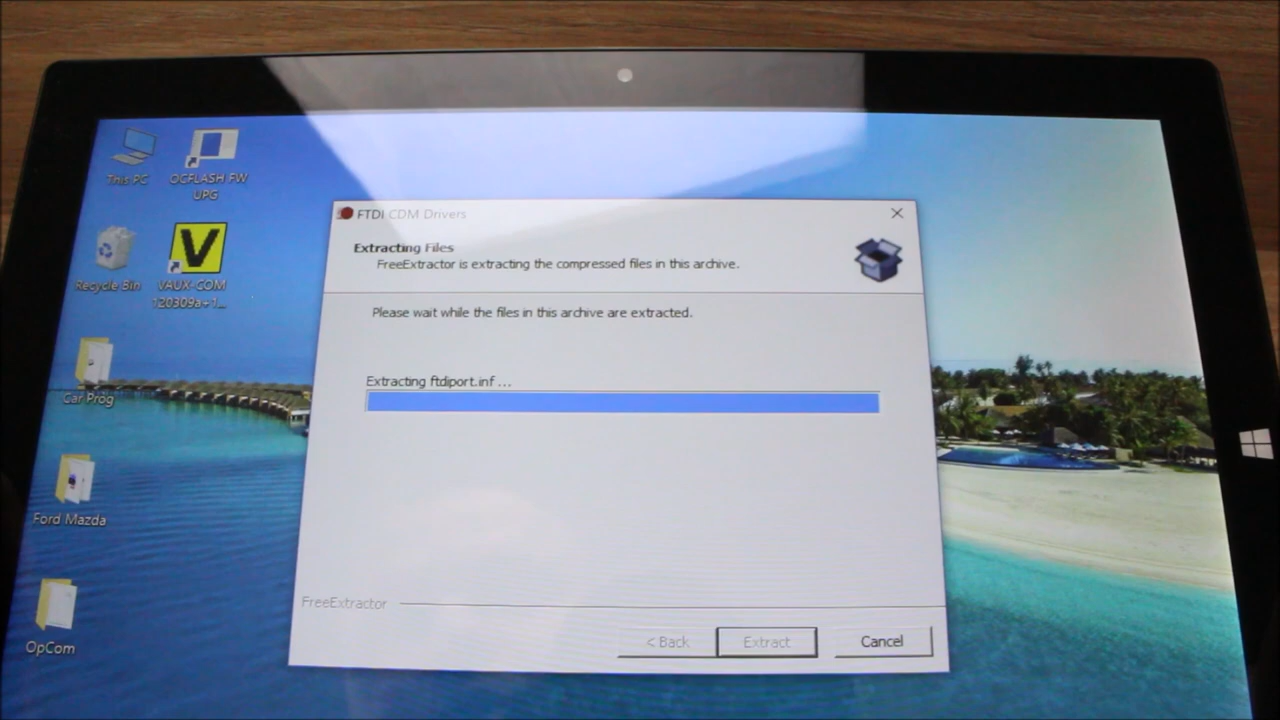 This PC
OCFLASH FW
UPG
Recycle Bin
VAUX-COM
120309a+1...
Car Prog
Ford Mazda
OpCom
FTDI CDM Drivers
Extracting Files
FreeExtractor is extracting the compressed files in this archive.
Please wait while the files in this archive are extracted.
Extracting ftdiport.inf ...
FreeExtractor
< Back
Extract
Cancel